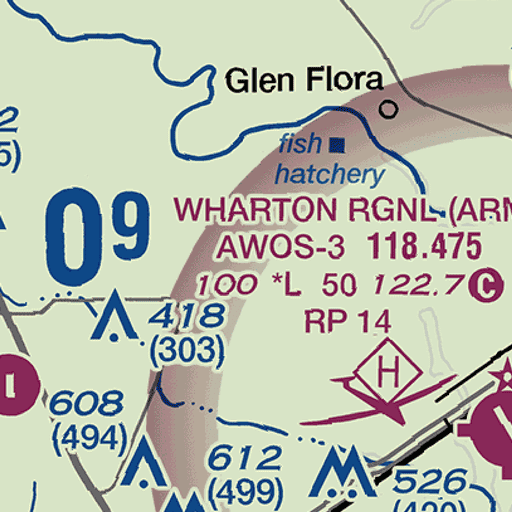 Glen Flora
fish
hatchery
WHARTON RGNL (ARM
09
AWOS-3 118.475
100 *L 50 122.7 C
RP 14
418
(303)
H
608
(494)
612
(499)
526
(420)